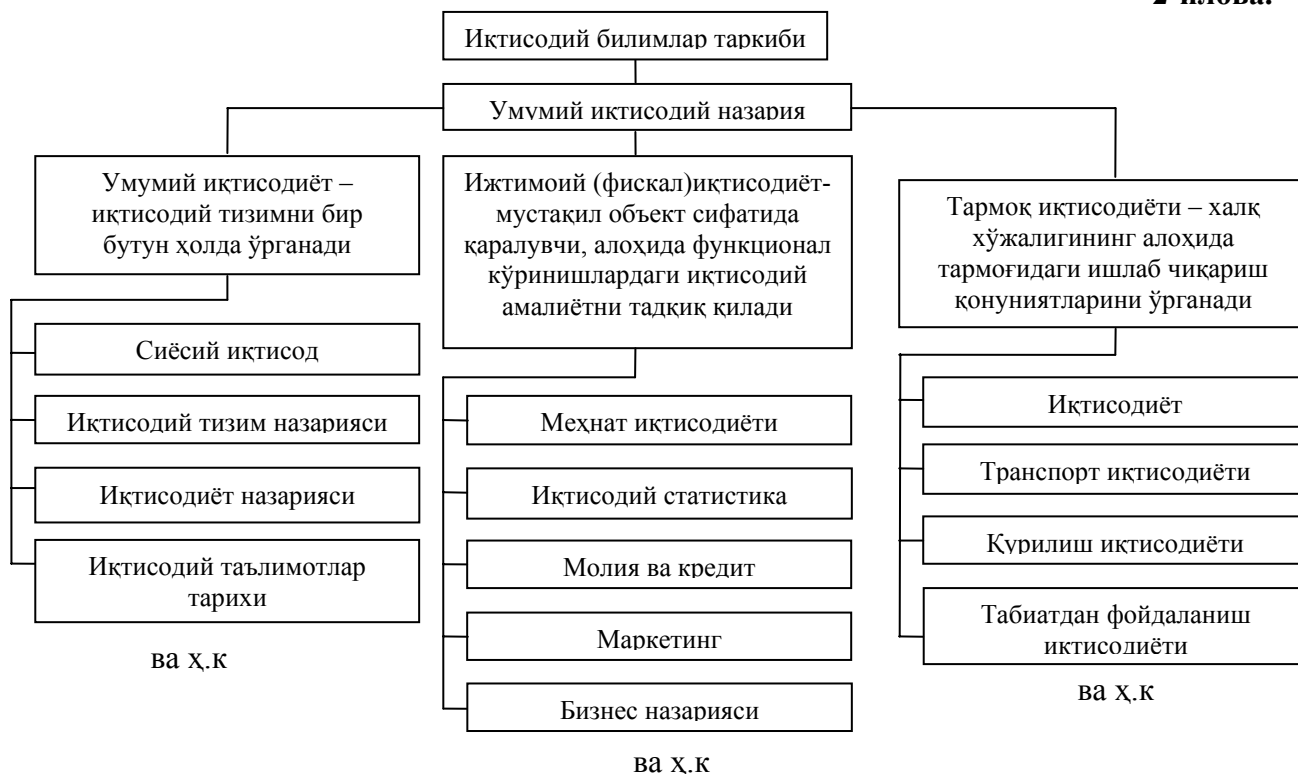 2-илова.
Иқтисодий билимлар таркиби
Умумий иқтисодий назария
Умумий иқтисодиёт –
иқтисодий тизимни бир
бутун ҳолда ўрганади
Сиёсий иқтисод
Иқтисодий тизим назарияси
Иқтисодиёт назарияси
Иқтисодий таълимотлар
тарихи
ва ҳ.к
Ижтимоий (фискал)иқтисодиёт-
мустақил объект сифатида
қаралувчи, алоҳида функционал
кўринишлардаги иқтисодий
амалиётни тадқиқ қилади
Меҳнат иқтисодиёти
Иқтисодий статистика
Молия ва кредит
Маркетинг
Бизнес назарияси
ва ҳ.к
Тармоқ иқтисодиёти – халқ
хўжалигининг алоҳида
тармоғидаги ишлаб чиқариш
қонуниятларини ўрганади
Иқтисодиёт
Транспорт иқтисодиёти
Қурилиш иқтисодиёти
Табиатдан фойдаланиш
иқтисодиёти
ва ҳ.к